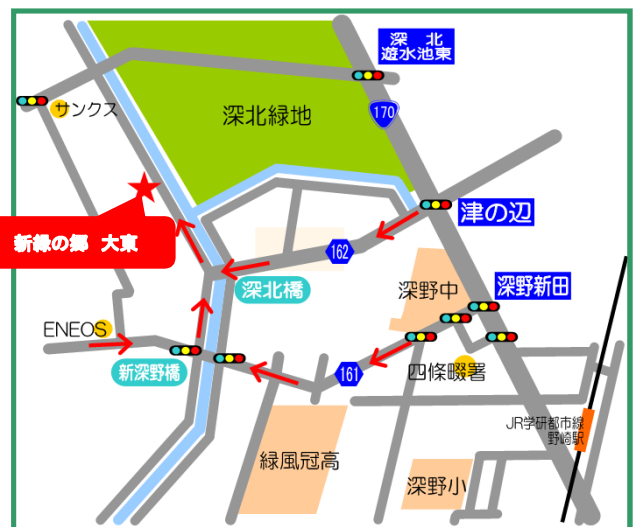 深 北
遊水池東
サンクス
深北緑地
170
津の辺
新緑の郷 大東
162
深北橋
深野中
深野新田
ENEOS
新深野橋
161
四條畷署
JR学研都市線
野崎駅
緑風冠高
深野小